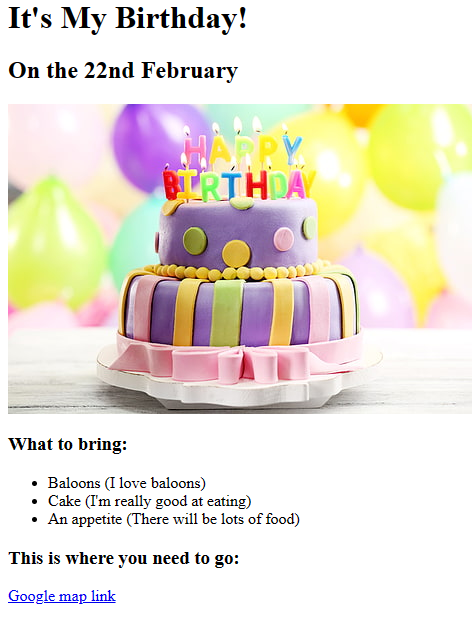 It's My Birthday!
On the 22nd February
HAPPY
BIRTHDAY
What to bring:
Baloons (I love baloons)
Cake (I'm really good at eating)
An appetite (There will be lots of food)
This is where you need to go:
Google map link